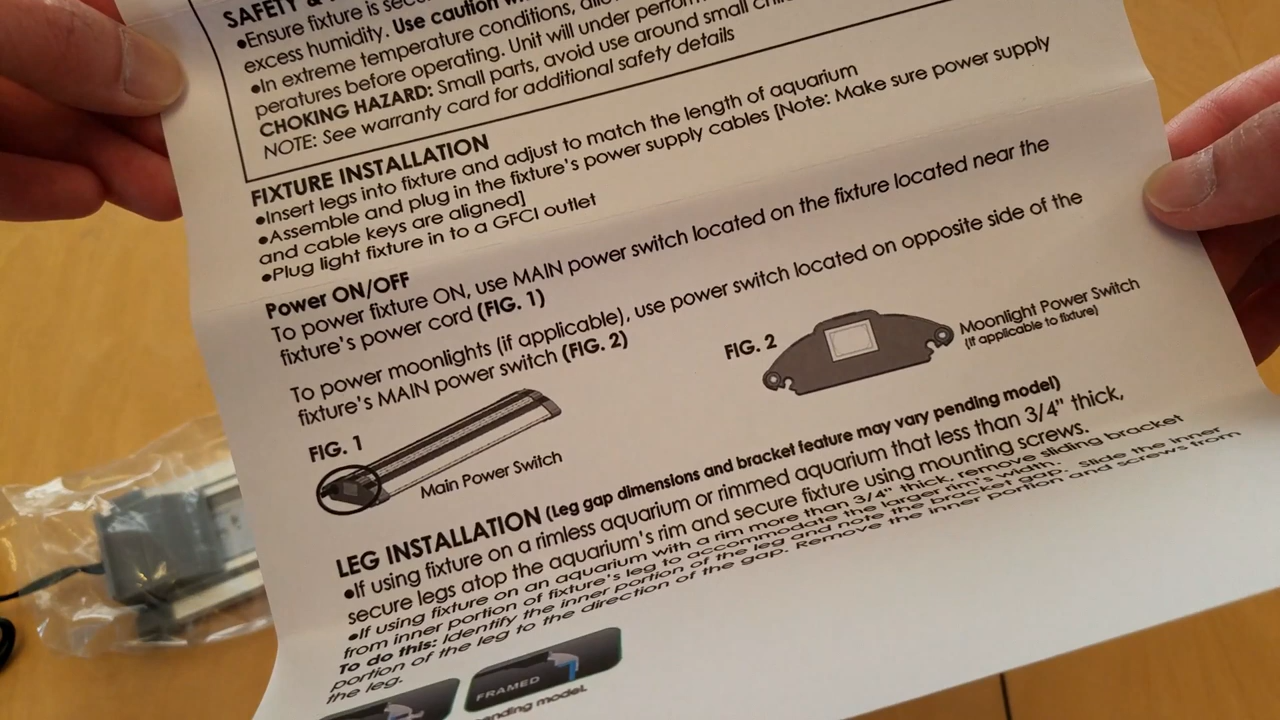 SAFETY &
•Ensure fixture is
excess humidity. Use caution
•In extreme temperature conditions,
peratures before operating. Unit will under
CHOKING HAZARD: Small parts, avoid use around small
NOTE: See warranty card for additional safety details
FIXTURE INSTALLATION
•Insert legs into fixture and adjust to match the length of aquarium
•Assemble and plug in the fixture's power supply cables [Note: Make sure power supply
and cable keys are aligned]
•Plug light fixture in to a GFCI outlet
Power ON/OFF
To power fixture ON, use MAIN power switch located on the fixture located near the
fixture's power cord (FIG. 1)
To power moonlights (if applicable), use power switch located on opposite side of the
fixture's MAIN power switch (FIG. 2)
FIG. 2
Moonlight Power Switch
(If applicable to fixture)
FIG. 1
Main Power Switch
LEG INSTALLATION (Leg gap dimensions and bracket feature may vary pending model)
•If using fixture on a rimless aquarium or rimmed aquarium that less than 3/4" thick,
secure legs atop the aquarium's rim and secure fixture using mounting screws.
•If using fixture on an aquarium with a rim more than 3/4" thick, remove sliding bracket
from inner portion of fixture's leg to accommodate the larger rim's width.
To do this: Identify the inner portion of the leg and note the bracket gap. Slide the inner
portion of the leg to the direction of the gap. Remove the inner portion and screws from
the leg.
FRAMED
pending model.